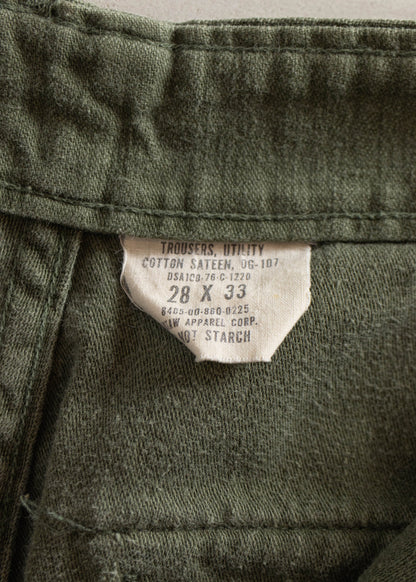 TROUSERS, UTILITY
COTTON SATEEN, OG-107
DSA100-76-C-1220
28 X 33
8405-00-860-0225
APPAREL CORP.
NOT STARCH